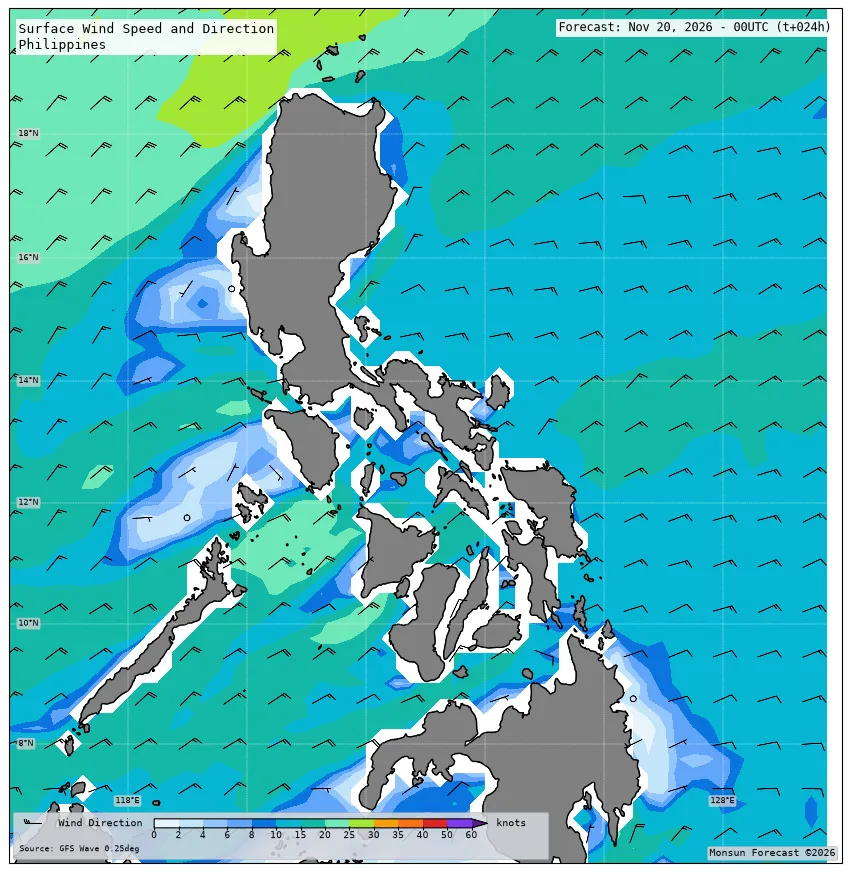 Surface Wind Speed and Direction
Philippines
Forecast: Nov 20, 2026 - 00UTC (t+024h)
18°N
16°N
14°N
12°N
10°N
8°N
118°E
128°E
Wind Direction
0 2 4 6 8 10 15 20 25 30 35 40 50 60
knots
Source: GFS Wave 0.25deg
Monsun Forecast ©2026